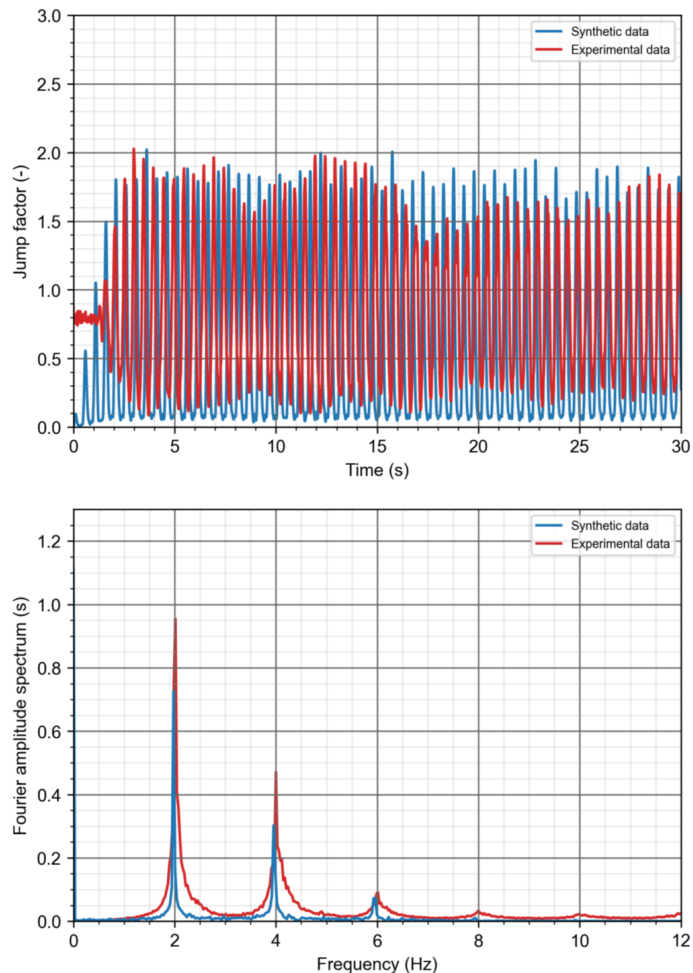 3.0
2.5
2.0
1.5
1.0
0.5
0.0
Jump factor (-)
Synthetic data
Experimental data
0 5 10 15 20 25 30
Time (s)
1.2
1.0
0.8
0.6
0.4
0.2
0.0
Fourier amplitude spectrum (s)
Synthetic data
Experimental data
0 2 4 6 8 10 12
Frequency (Hz)